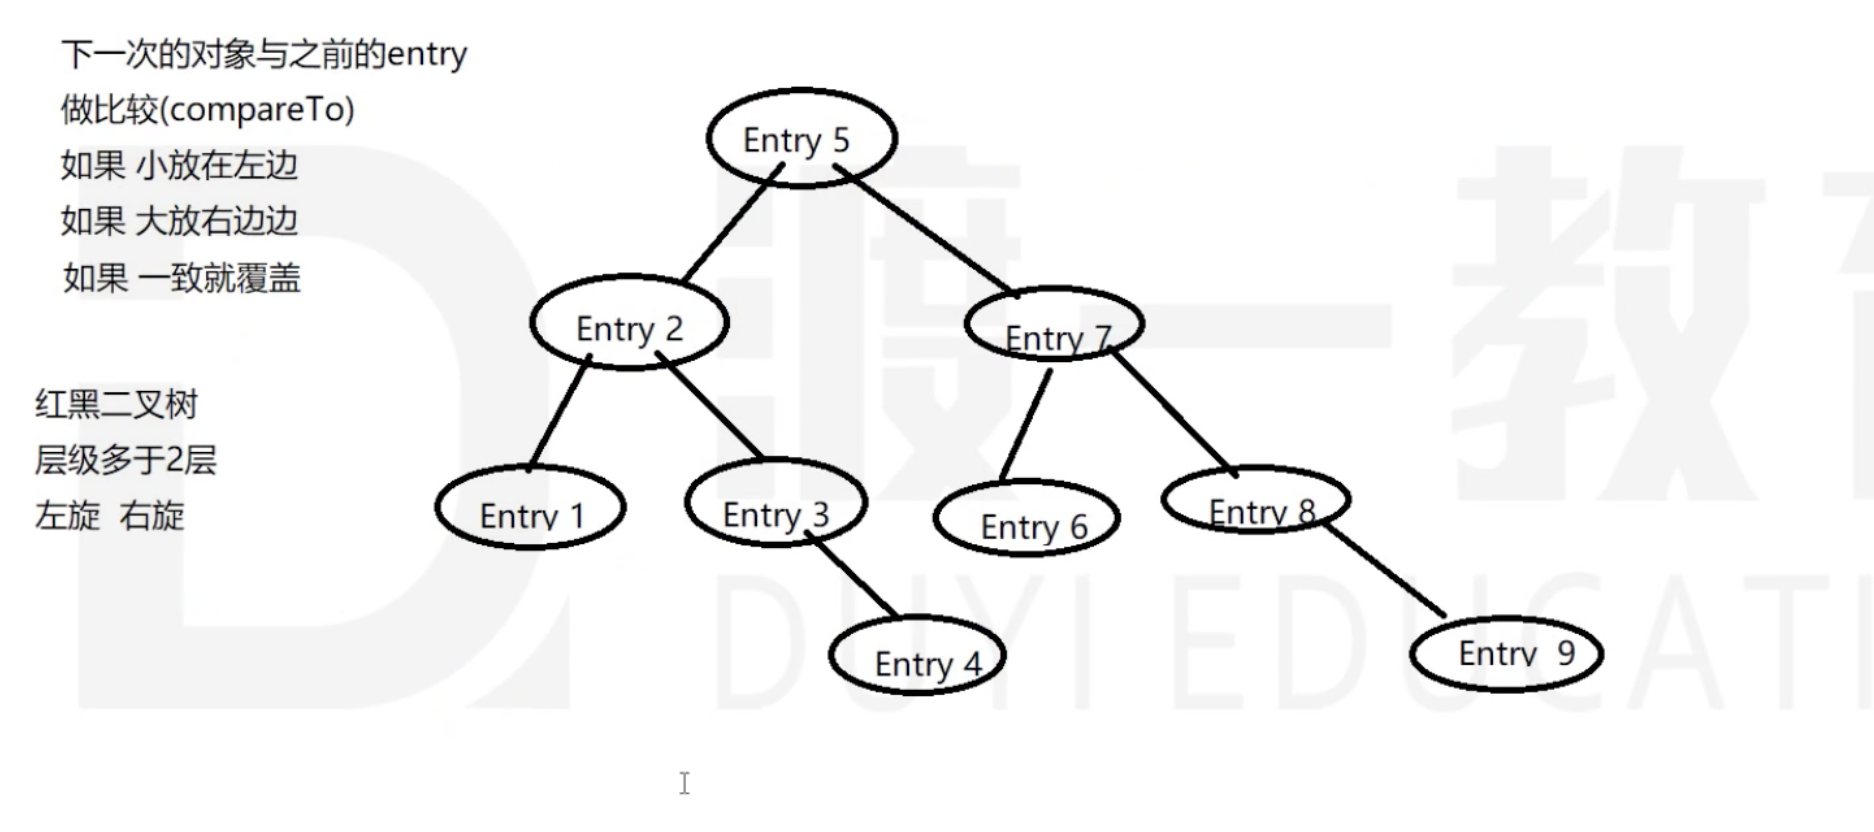 下一次的对象与之前的entry
做比较(compareTo)
如果 小放在左边
如果 大放右边边
如果 一致就覆盖
红黑二叉树
层级多于2层
左旋 右旋
Entry 5
Entry 2
Entry 7
Entry 1
Entry 3
Entry 6
Entry 8
Entry 4
Entry 9
渡一教
DUYI EDUCATI